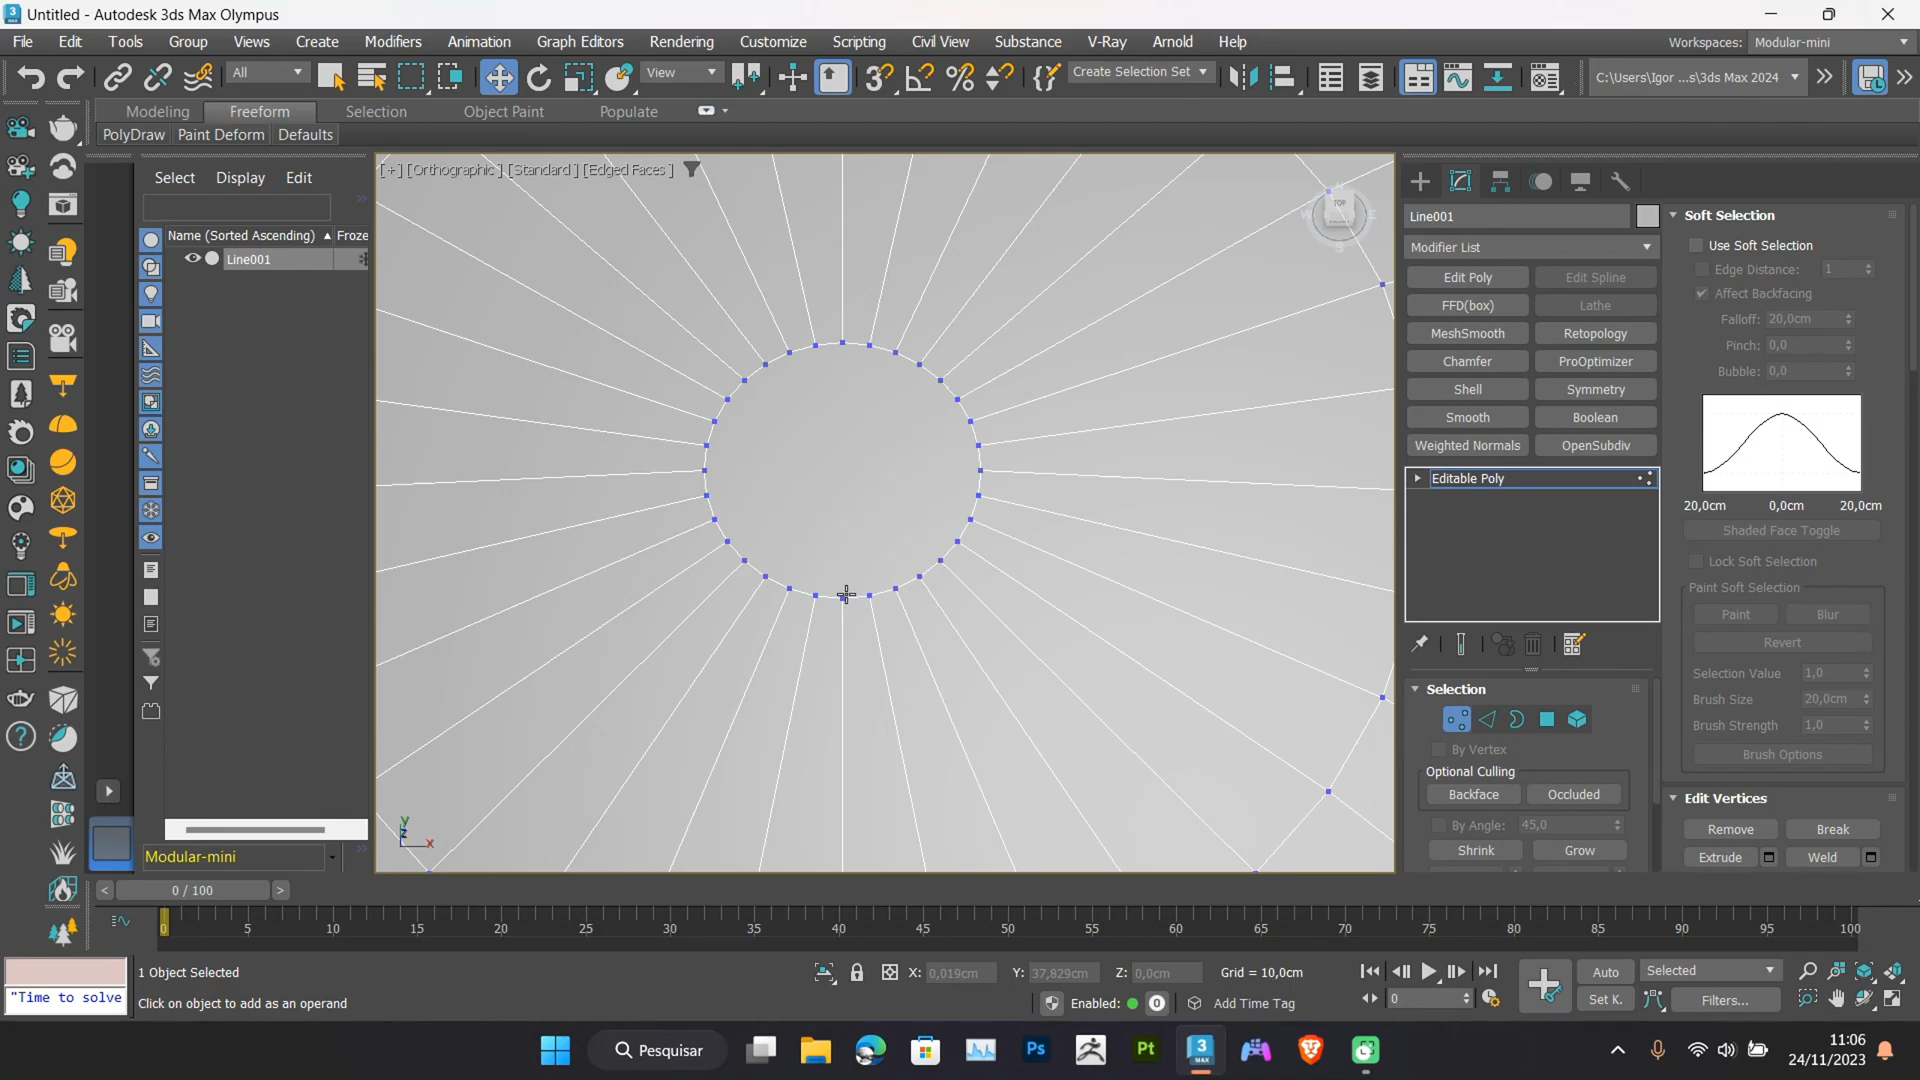 Untitled - Autodesk 3ds Max Olympus
File Edit Tools Group Views Create Modifiers Animation Graph Editors Rendering Customize Scripting Civil View Substance V-Ray Arnold Help
Workspaces: Modular-mini
All View Create Selection Set C:\Users\Igor ...s\3ds Max 2024
Modeling Freeform Selection Object Paint Populate
PolyDraw Paint Deform Defaults
Select Display Edit
[ + ] [Orthographic ] [Standard ] [Edged Faces ]
TOP
Name (Sorted Ascending) Froze
Line001
Line001
Modifier List
Edit Poly Edit Spline
FFD(box) Lathe
MeshSmooth Retopology
Chamfer ProOptimizer
Shell Symmetry
Smooth Boolean
Weighted Normals OpenSubdiv
Editable Poly
Selection
By Vertex
Optional Culling
Backface Occluded
By Angle: 45,0
Shrink Grow
Soft Selection
Use Soft Selection
Edge Distance: 1
Affect Backfacing
Falloff: 20,0cm
Pinch: 0,0
Bubble: 0,0
20,0cm 0,0cm 20,0cm
Shaded Face Toggle
Lock Soft Selection
Paint Soft Selection
Paint Blur
Revert
Selection Value 1,0
Brush Size 20,0cm
Brush Strength 1,0
Brush Options
Edit Vertices
Remove Break
Extrude Weld
y
z
x
Modular-mini
0 / 100
0 5 10 15 20 25 30 35 40 45 50 55 60 65 70 75 80 85 90 95 100
"Time to solve
1 Object Selected
Click on object to add as an operand
X: 0,019cm Y: 37,829cm Z: 0,0cm Grid = 10,0cm
Enabled: Add Time Tag
0
Auto Selected
Set K. Filters...
Pesquisar
Ps
Pt
3
MAX
11:06
24/11/2023